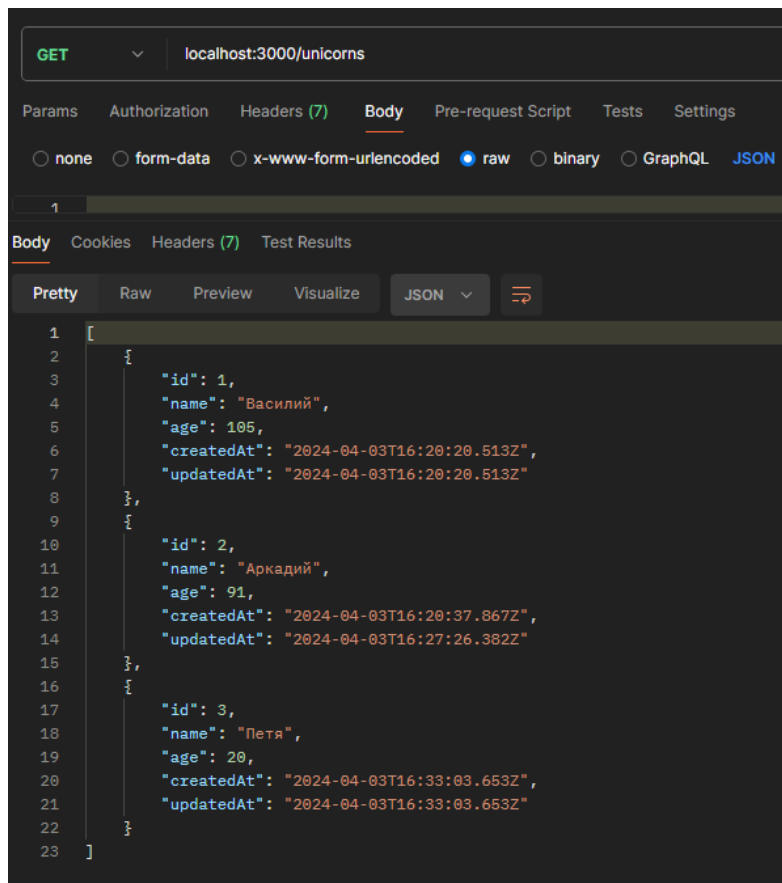 GET localhost:3000/unicorns
Params Authorization Headers (7) Body Pre-request Script Tests Settings
none form-data x-www-form-urlencoded raw binary GraphQL JSON
1
Body Cookies Headers (7) Test Results
Pretty Raw Preview Visualize JSON
1 [
2 {
3 "id": 1,
4 "name": "Василий",
5 "age": 105,
6 "createdAt": "2024-04-03T16:20:20.513Z",
7 "updatedAt": "2024-04-03T16:20:20.513Z"
8 },
9 {
10 "id": 2,
11 "name": "Аркадий",
12 "age": 91,
13 "createdAt": "2024-04-03T16:20:37.867Z",
14 "updatedAt": "2024-04-03T16:27:26.382Z"
15 },
16 {
17 "id": 3,
18 "name": "Петя",
19 "age": 20,
20 "createdAt": "2024-04-03T16:33:03.653Z",
21 "updatedAt": "2024-04-03T16:33:03.653Z"
22 }
23 ]